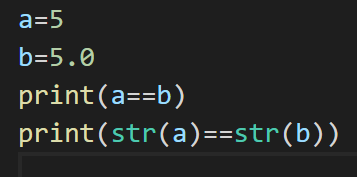 a=5
b=5.0
print(a==b)
print(str(a)==str(b))